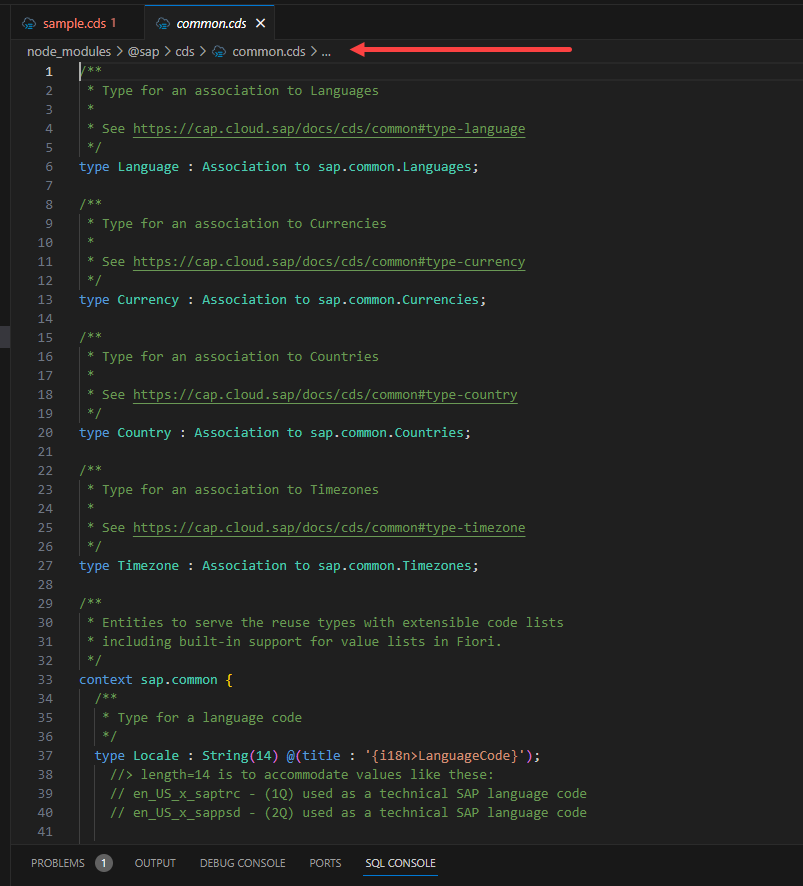 sample.cds 1
common.cds
node_modules > @sap > cds > common.cds > ...
1 /**
2 * Type for an association to Languages
3 *
4 * See https://cap.cloud.sap/docs/cds/common#type-language
5 */
6 type Language : Association to sap.common.Languages;
7
8 /**
9 * Type for an association to Currencies
10 *
11 * See https://cap.cloud.sap/docs/cds/common#type-currency
12 */
13 type Currency : Association to sap.common.Currencies;
14
15 /**
16 * Type for an association to Countries
17 *
18 * See https://cap.cloud.sap/docs/cds/common#type-country
19 */
20 type Country : Association to sap.common.Countries;
21
22 /**
23 * Type for an association to Timezones
24 *
25 * See https://cap.cloud.sap/docs/cds/common#type-timezone
26 */
27 type Timezone : Association to sap.common.Timezones;
28
29 /**
30 * Entities to serve the reuse types with extensible code lists
31 * including built-in support for value lists in Fiori.
32 */
33 context sap.common {
34 /**
35 * Type for a language code
36 */
37 type Locale : String(14) @(title : '{i18n>LanguageCode}');
38 //> length=14 is to accommodate values like these:
39 // en_US_x_saptrc - (1Q) used as a technical SAP language code
40 // en_US_x_sappsd - (2Q) used as a technical SAP language code
41
PROBLEMS 1 OUTPUT DEBUG CONSOLE PORTS SQL CONSOLE